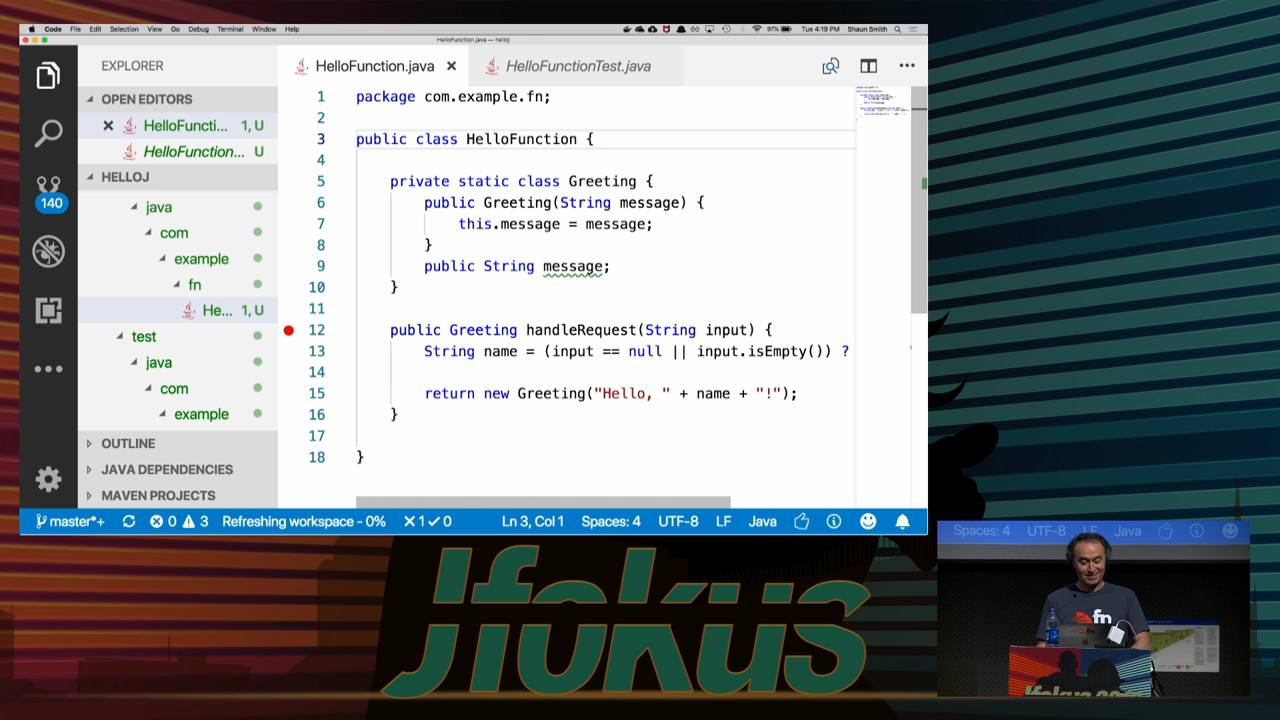 Code File Edit Selection View Go Debug Terminal Window Help 97% Tue 4:19 PM Shaun Smith
HelloFunction.java — helloj
EXPLORER
HelloFunction.java
HelloFunctionTest.java
OPEN EDITORS
HelloFuncti... 1, U
HelloFunction... U
HELLOJ
java
com
example
fn
He... 1, U
test
java
com
example
OUTLINE
JAVA DEPENDENCIES
MAVEN PROJECTS
140
1 package com.example.fn;
2
3 public class HelloFunction {
4
5 private static class Greeting {
6 public Greeting(String message) {
7 this.message = message;
8 }
9 public String message;
10 }
11
12 public Greeting handleRequest(String input) {
13 String name = (input == null || input.isEmpty()) ?
14
15 return new Greeting("Hello, " + name + "!");
16 }
17
18 }
master*+ 0 3 Refreshing workspace - 0% 1 0 Ln 3, Col 1 Spaces: 4 UTF-8 LF Java
Jfokus
Spaces: 4 UTF-8 LF Java
fn
fn
Jfokus